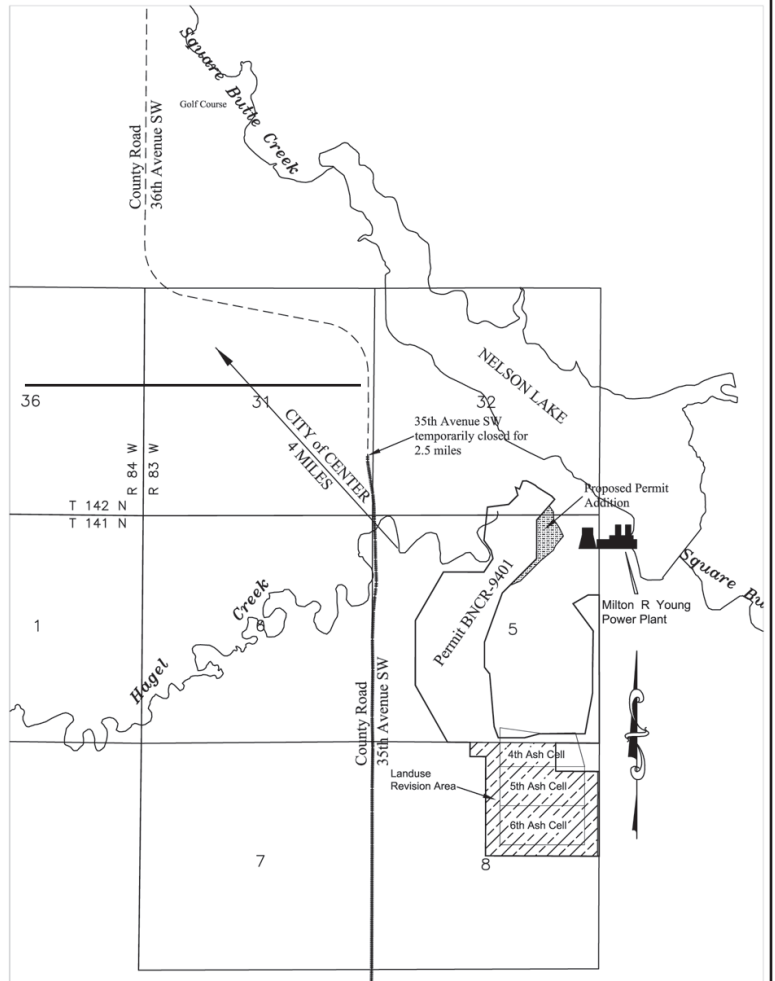 Square Butte Creek
Golf Course
County Road
36th Avenue SW
NELSON LAKE
36
31
32
CITY of CENTER
4 MILES
35th Avenue SW
temporarily closed for
2.5 miles
R 84 W
R 83 W
T 142 N
T 141 N
Proposed Permit
Addition
Permit BNCR-9401
Square Bu
Milton R Young
Power Plant
Hagel Creek
1
6
5
County Road
35th Avenue SW
Landuse
Revision Area
4th Ash Cell
5th Ash Cell
6th Ash Cell
7
8